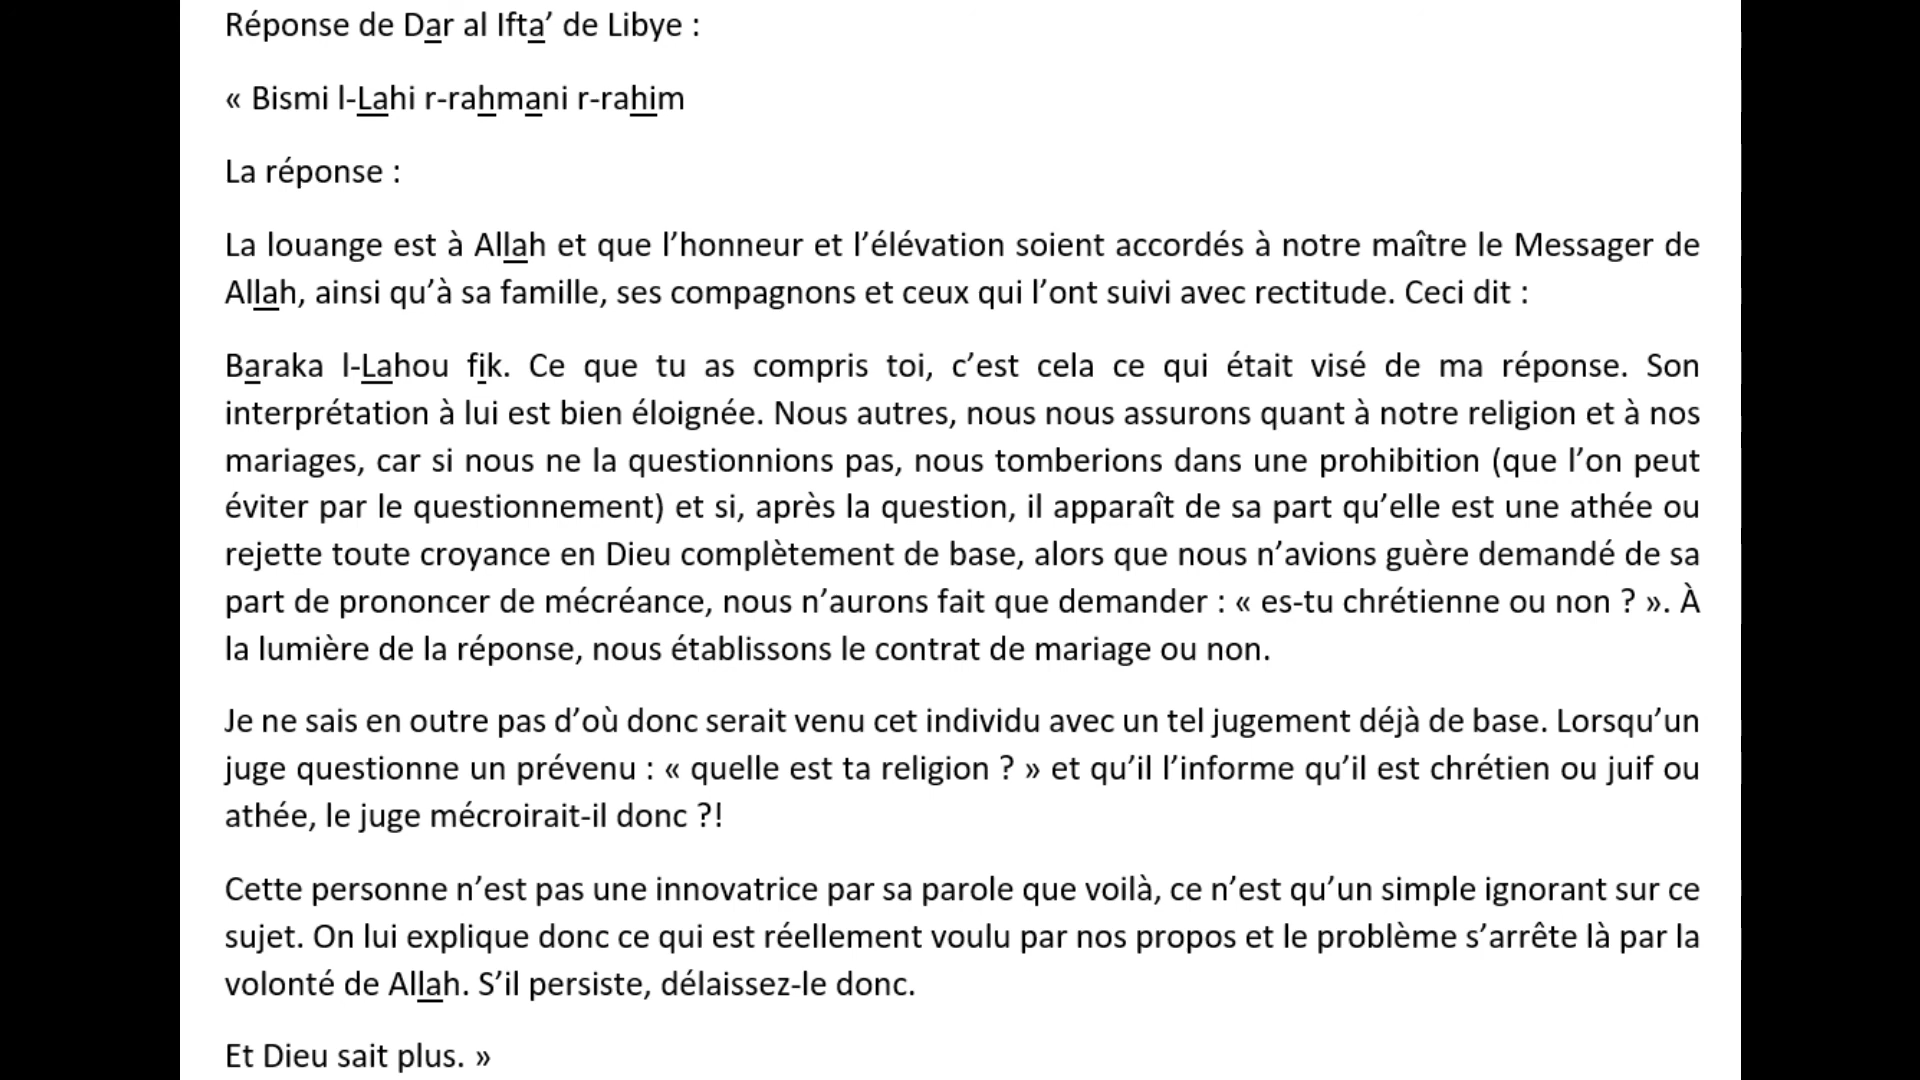 Réponse de Dar al Ifta’ de Libye :
« Bismi l-Lahi r-rahmani r-rahim
La réponse :
La louange est à Allah et que l’honneur et l’élévation soient accordés à notre maître le Messager de
Allah, ainsi qu’à sa famille, ses compagnons et ceux qui l’ont suivi avec rectitude. Ceci dit :
Baraka l-Lahou fik. Ce que tu as compris toi, c’est cela ce qui était visé de ma réponse. Son
interprétation à lui est bien éloignée. Nous autres, nous nous assurons quant à notre religion et à nos
mariages, car si nous ne la questionnions pas, nous tomberions dans une prohibition (que l’on peut
éviter par le questionnement) et si, après la question, il apparaît de sa part qu’elle est une athée ou
rejette toute croyance en Dieu complètement de base, alors que nous n’avions guère demandé de sa
part de prononcer de mécréance, nous n’aurons fait que demander : « es-tu chrétienne ou non ? ». À
la lumière de la réponse, nous établissons le contrat de mariage ou non.
Je ne sais en outre pas d’où donc serait venu cet individu avec un tel jugement déjà de base. Lorsqu’un
juge questionne un prévenu : « quelle est ta religion ? » et qu’il l’informe qu’il est chrétien ou juif ou
athée, le juge mécroirait-il donc ?!
Cette personne n’est pas une innovatrice par sa parole que voilà, ce n’est qu’un simple ignorant sur ce
sujet. On lui explique donc ce qui est réellement voulu par nos propos et le problème s’arrête là par la
volonté de Allah. S’il persiste, délaissez-le donc.
Et Dieu sait plus. »